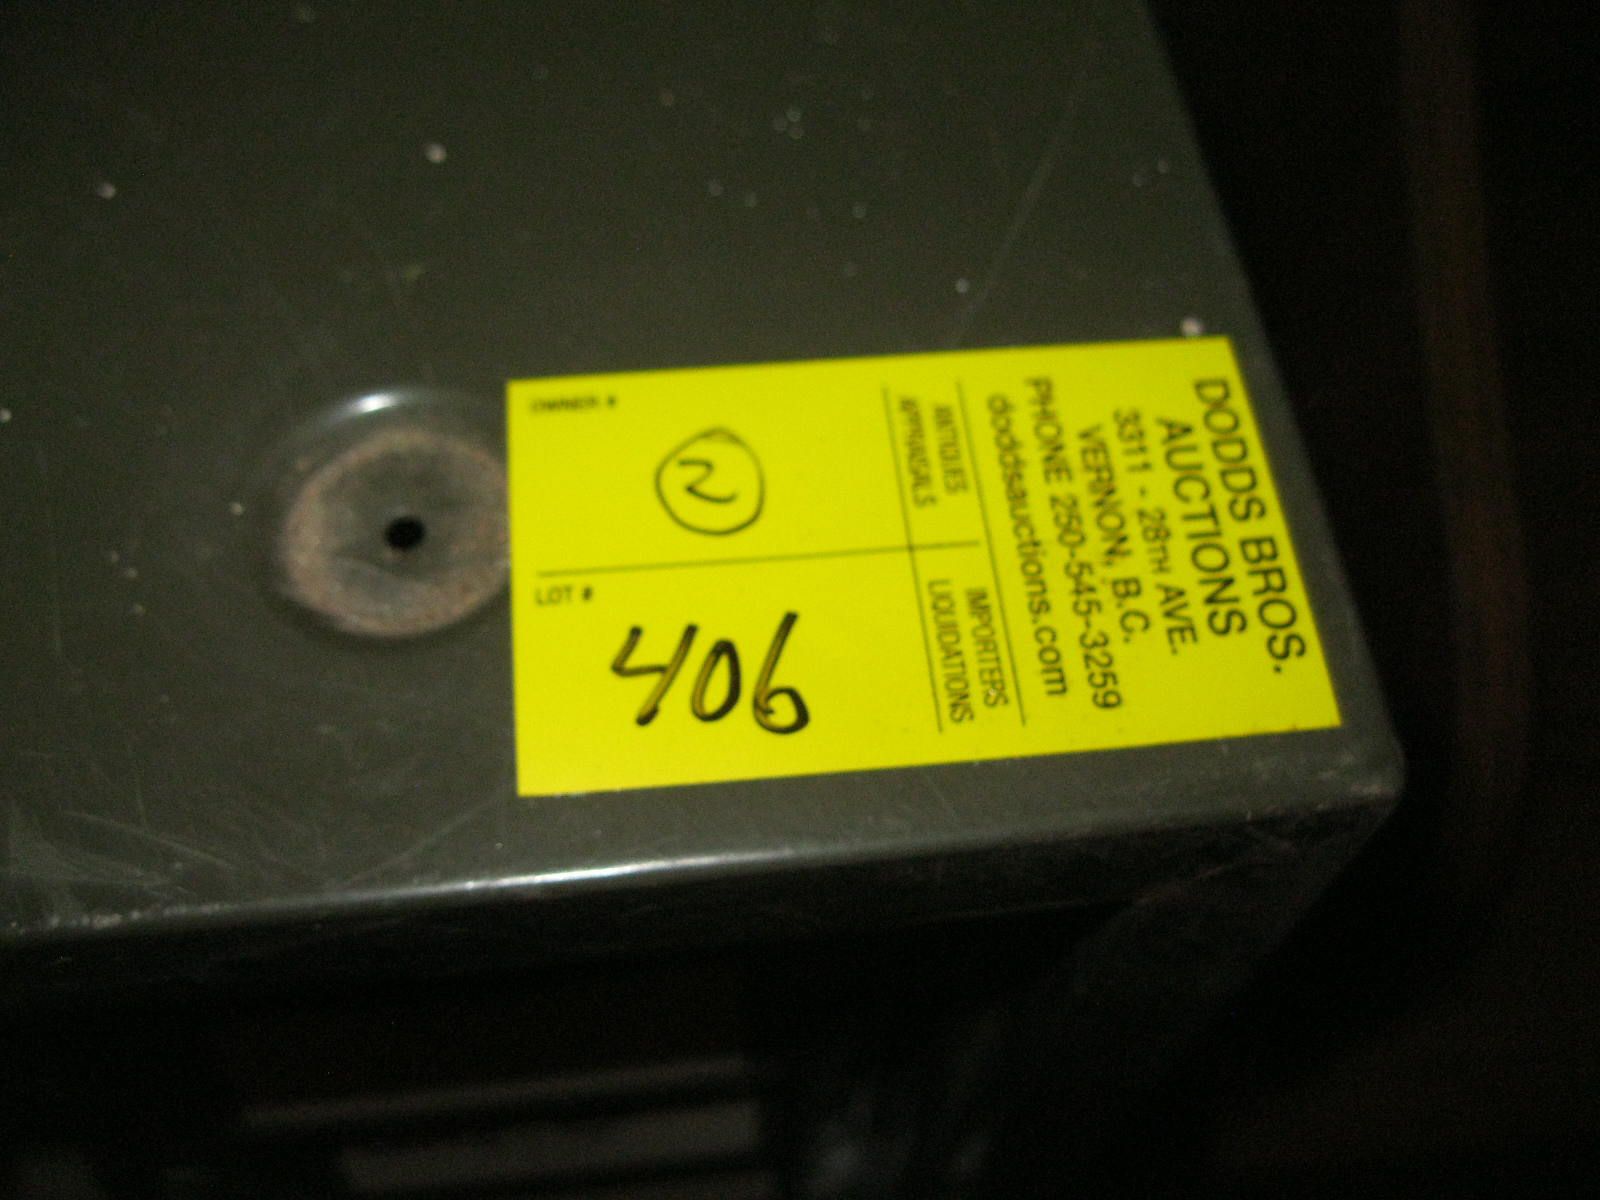 DODDS BROS.
AUCTIONS
3311 - 28TH AVE.
VERNON, B.C.
PHONE 250-545-3259
doddsauctions.com
ANTIQUES
APPRAISALS
IMPORTERS
LIQUIDATIONS
OWNER #
N
LOT #
406